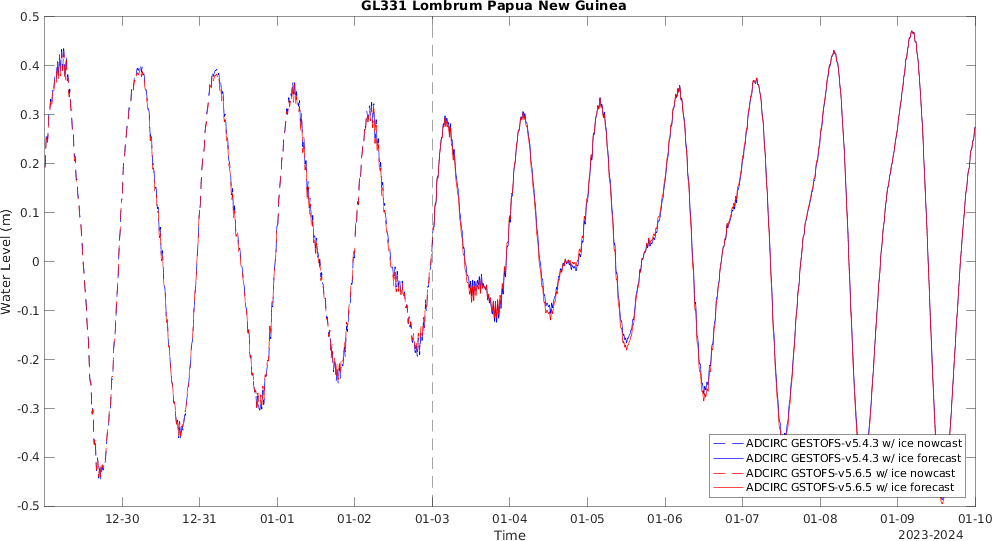 GL331 Lombrum Papua New Guinea
0.5
0.4
0.3
0.2
0.1
0
-0.1
-0.2
-0.3
-0.4
-0.5
Water Level (m)
ADCIRC GESTOFS-v5.4.3 w/ ice nowcast
ADCIRC GESTOFS-v5.4.3 w/ ice forecast
ADCIRC GSTOFS-v5.6.5 w/ ice nowcast
ADCIRC GSTOFS-v5.6.5 w/ ice forecast
12-30 12-31 01-01 01-02 01-03 01-04 01-05 01-06 01-07 01-08 01-09 01-10
Time
2023-2024